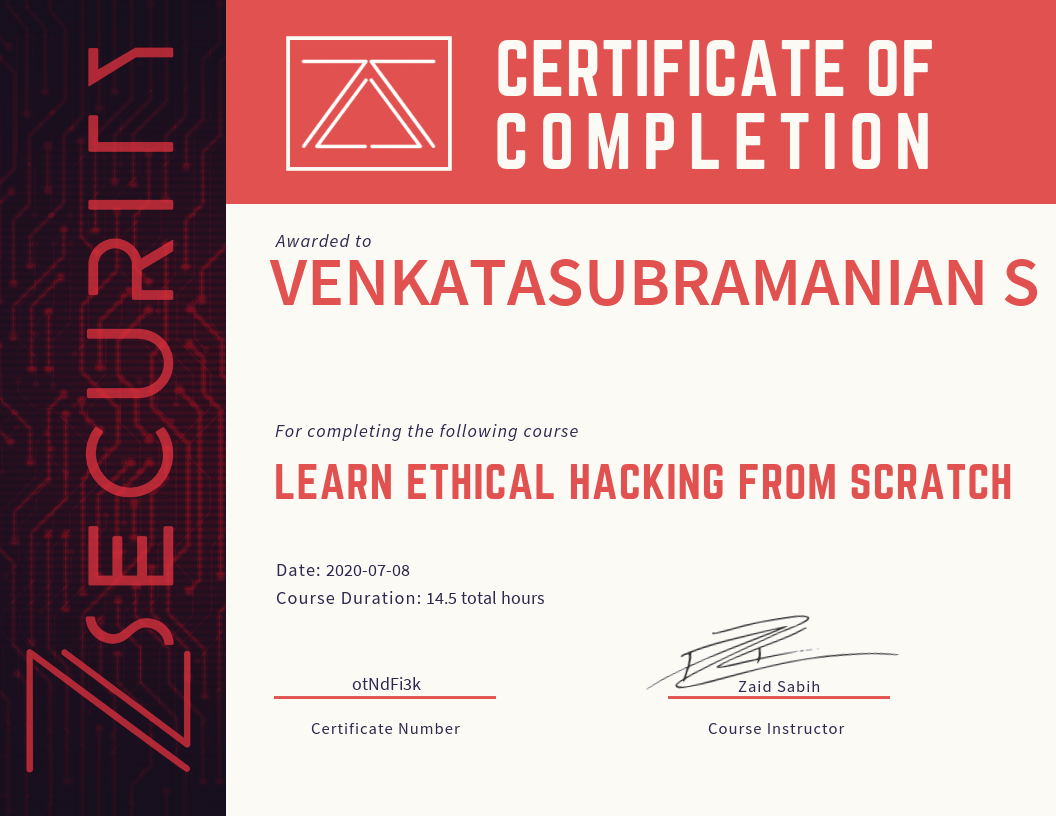 ZSECURITY
CERTIFICATE OF
COMPLETION
Awarded to
VENKATASUBRAMANIAN S
For completing the following course
LEARN ETHICAL HACKING FROM SCRATCH
Date: 2020-07-08
Course Duration: 14.5 total hours
otNdFi3k
Zaid Sabih
Certificate Number
Course Instructor